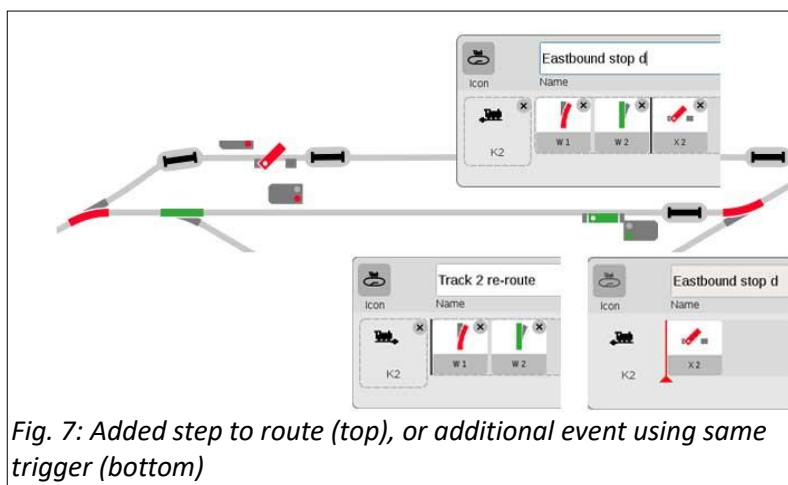 Eastbound stop d
Icon
Name
K2
W 1
W 2
X 2
Track 2 re-route
Icon
Name
K2
W 1
W 2
Eastbound stop d
Icon
Name
K2
X 2
Fig. 7: Added step to route (top), or additional event using same
trigger (bottom)